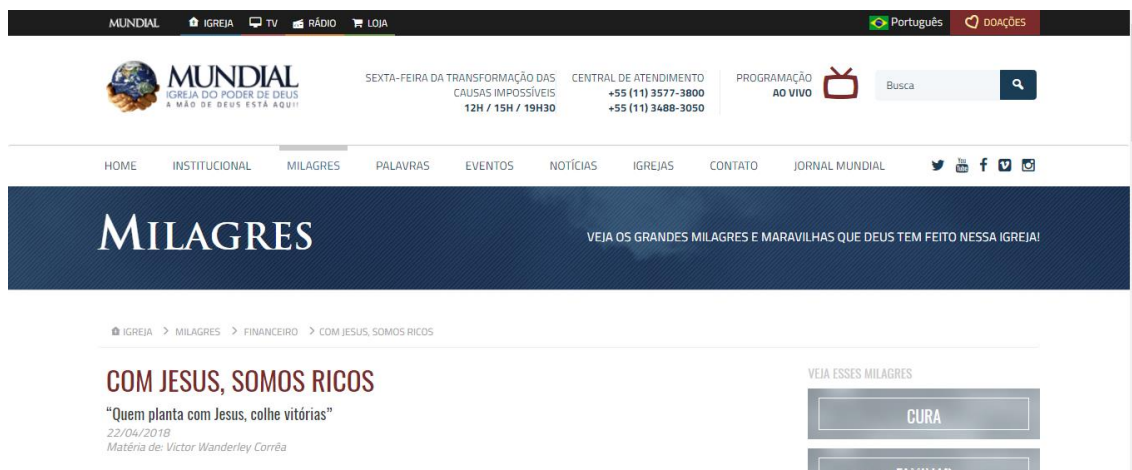 MUNDIAL IGREJA TV RÁDIO LOJA Português DOAÇÕES
MUNDIAL
IGREJA DO PODER DE DEUS
A MÃO DE DEUS ESTÁ AQUI!
SEXTA-FEIRA DA TRANSFORMAÇÃO DAS
CAUSAS IMPOSSÍVEIS
12H / 15H / 19H30
CENTRAL DE ATENDIMENTO
+55 (11) 3577-3800
+55 (11) 3488-3050
PROGRAMAÇÃO
AO VIVO
Busca
HOME INSTITUCIONAL MILAGRES PALAVRAS EVENTOS NOTÍCIAS IGREJAS CONTATO JORNAL MUNDIAL
MILAGRES
VEJA OS GRANDES MILAGRES E MARAVILHAS QUE DEUS TEM FEITO NESSA IGREJA!
IGREJA > MILAGRES > FINANCEIRO > COM JESUS, SOMOS RICOS
COM JESUS, SOMOS RICOS
“Quem planta com Jesus, colhe vitórias”
22/04/2018
Matéria de: Victor Wanderley Corrêa
VEJA ESSES MILAGRES
CURA